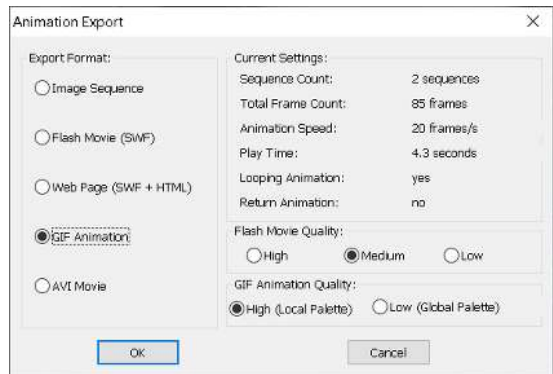 Animation Export
Export Format:
Image Sequence
Flash Movie (SWF)
Web Page (SWF + HTML)
GIF Animation
AVI Movie
Current Settings:
Sequence Count: 2 sequences
Total Frame Count: 85 frames
Animation Speed: 20 frames/s
Play Time: 4.3 seconds
Looping Animation: yes
Return Animation: no
Flash Movie Quality:
High Medium Low
GIF Animation Quality:
High (Local Palette) Low (Global Palette)
OK Cancel